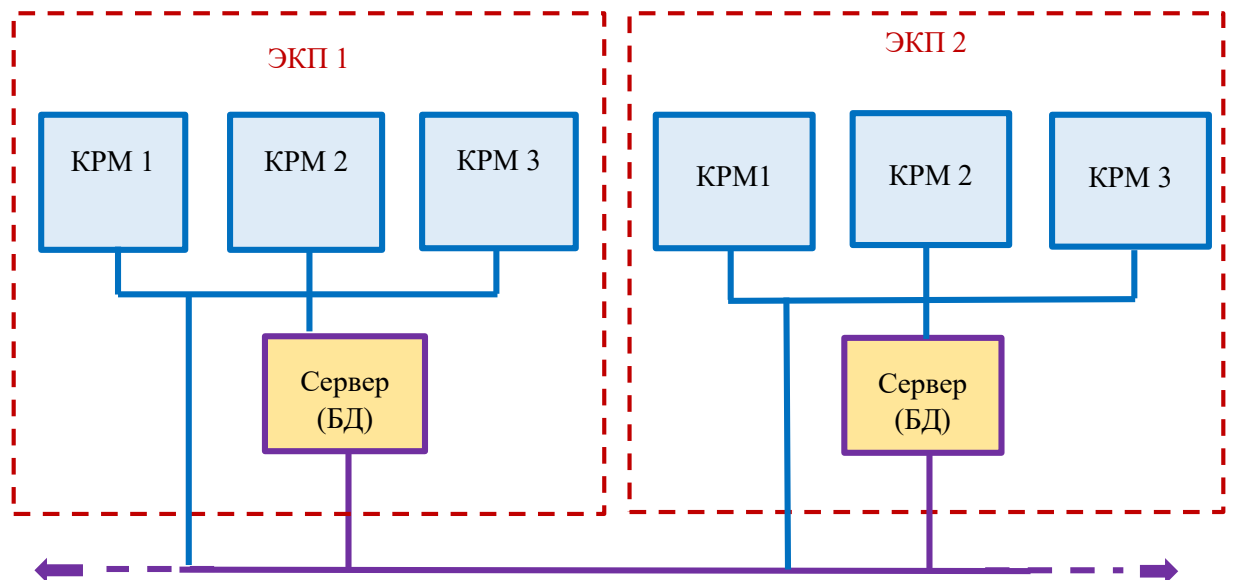 ЭКП 1
КРМ 1
КРМ 2
КРМ 3
Сервер
(БД)
ЭКП 2
КРМ1
КРМ 2
КРМ 3
Сервер
(БД)